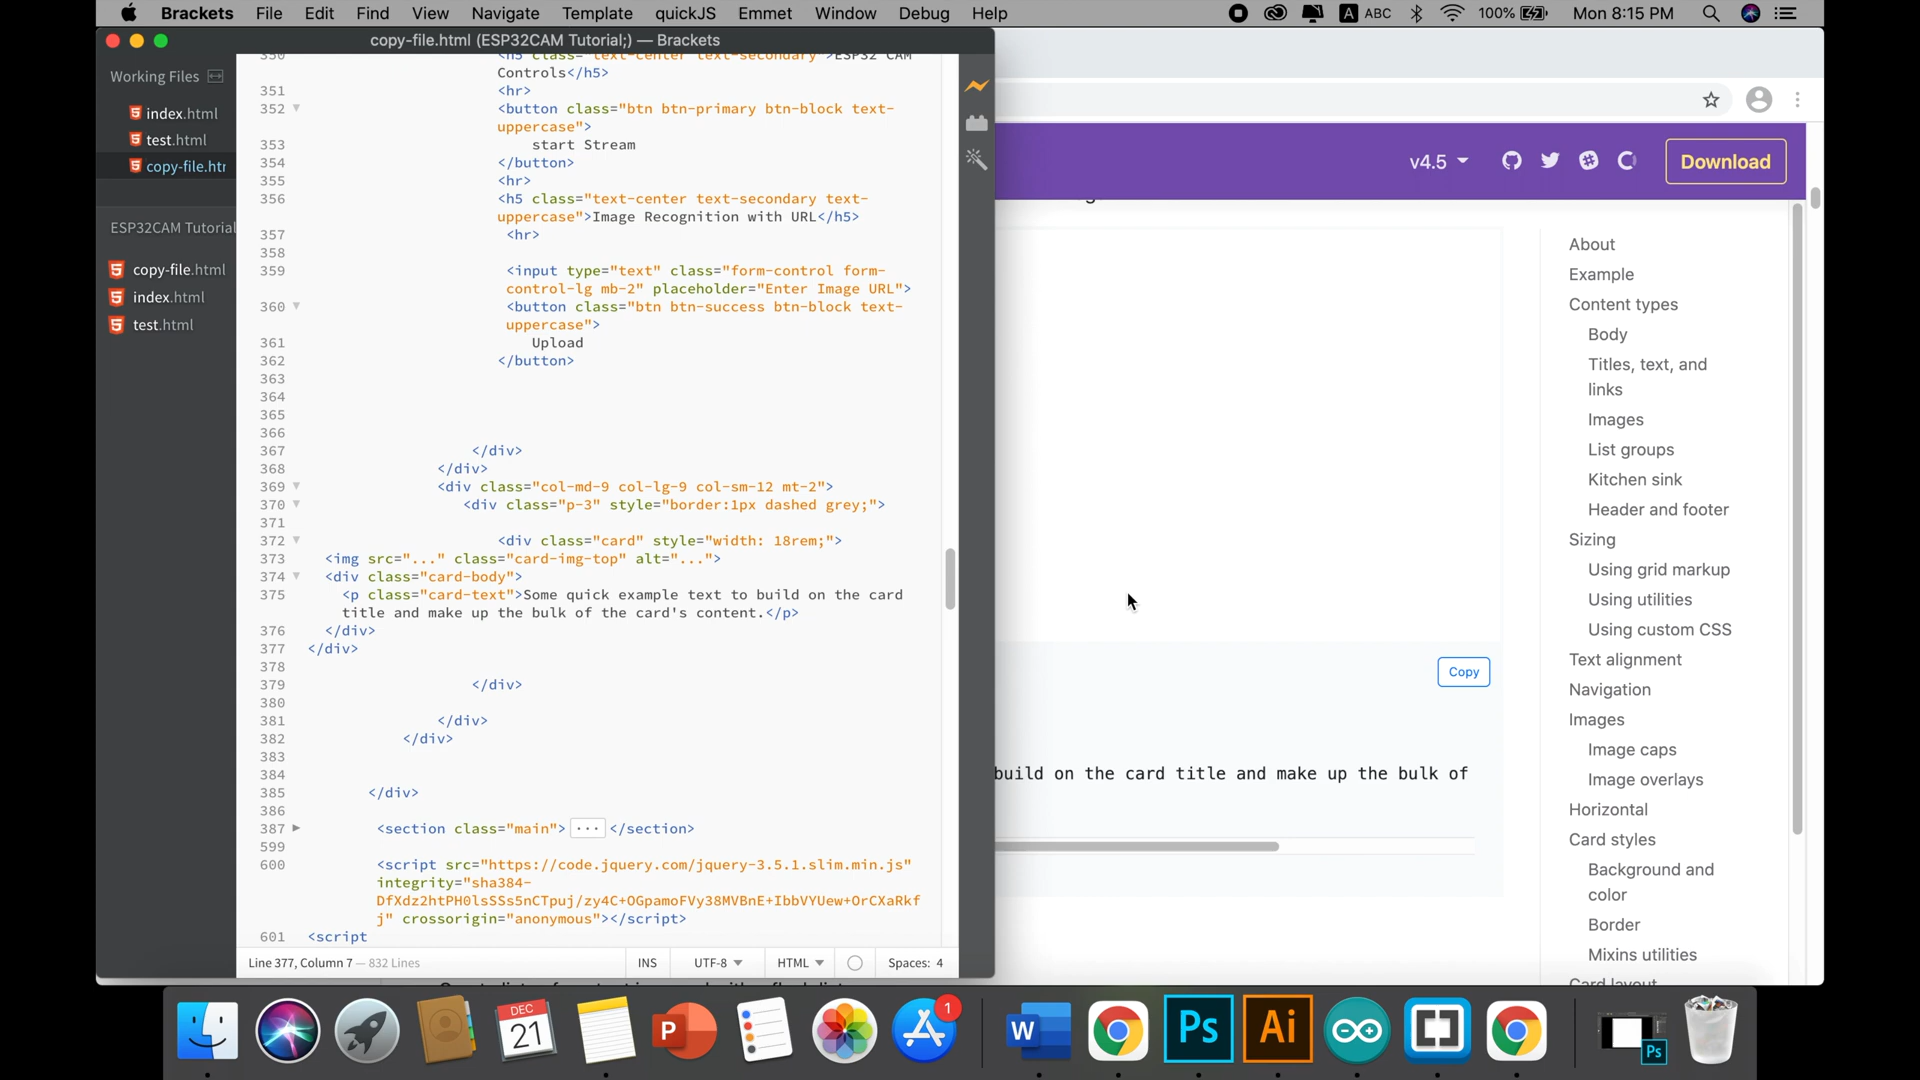 Brackets File Edit Find View Navigate Template quickJS Emmet Window Debug Help A ABC 100% Mon 8:15 PM
copy-file.html (ESP32CAM Tutorial;) — Brackets
Working Files
index.html
test.html
copy-file.htr
ESP32CAM Tutorial
copy-file.html
index.html
test.html
350 <h5 class="text-center text-secondary">ESP32 CAM
Controls</h5>
351 <hr>
352 <button class="btn btn-primary btn-block text-
uppercase">
353 start Stream
354 </button>
355 <hr>
356 <h5 class="text-center text-secondary text-
uppercase">Image Recognition with URL</h5>
357 <hr>
358
359 <input type="text" class="form-control form-
control-lg mb-2" placeholder="Enter Image URL">
360 <button class="btn btn-success btn-block text-
uppercase">
361 Upload
362 </button>
363
364
365
366
367 </div>
368 </div>
369 <div class="col-md-9 col-lg-9 col-sm-12 mt-2">
370 <div class="p-3" style="border:1px dashed grey;">
371
372 <div class="card" style="width: 18rem;">
373 <img src="..." class="card-img-top" alt="...">
374 <div class="card-body">
375 <p class="card-text">Some quick example text to build on the card
title and make up the bulk of the card's content.</p>
376 </div>
377 </div>
378
379 </div>
380
381 </div>
382 </div>
383
384
385 </div>
386
387 <section class="main"> ... </section>
599
600 <script src="https://code.jquery.com/jquery-3.5.1.slim.min.js"
integrity="sha384-
DfXdz2htPH0lsSSs5nCTpuj/zy4C+OGpamoFVy38MVBnE+IbbVYUew+OrCXaRkf
j" crossorigin="anonymous"></script>
601 <script
Line 377, Column 7 — 832 Lines INS UTF-8 HTML Spaces: 4
v4.5 Download
About
Example
Content types
Body
Titles, text, and
links
Images
List groups
Kitchen sink
Header and footer
Sizing
Using grid markup
Using utilities
Using custom CSS
Text alignment
Navigation
Images
Image caps
Image overlays
Horizontal
Card styles
Background and
color
Border
Mixins utilities
Card layout
Copy
build on the card title and make up the bulk of
DEC
21
P
1
W
Ps
Ai
Ps